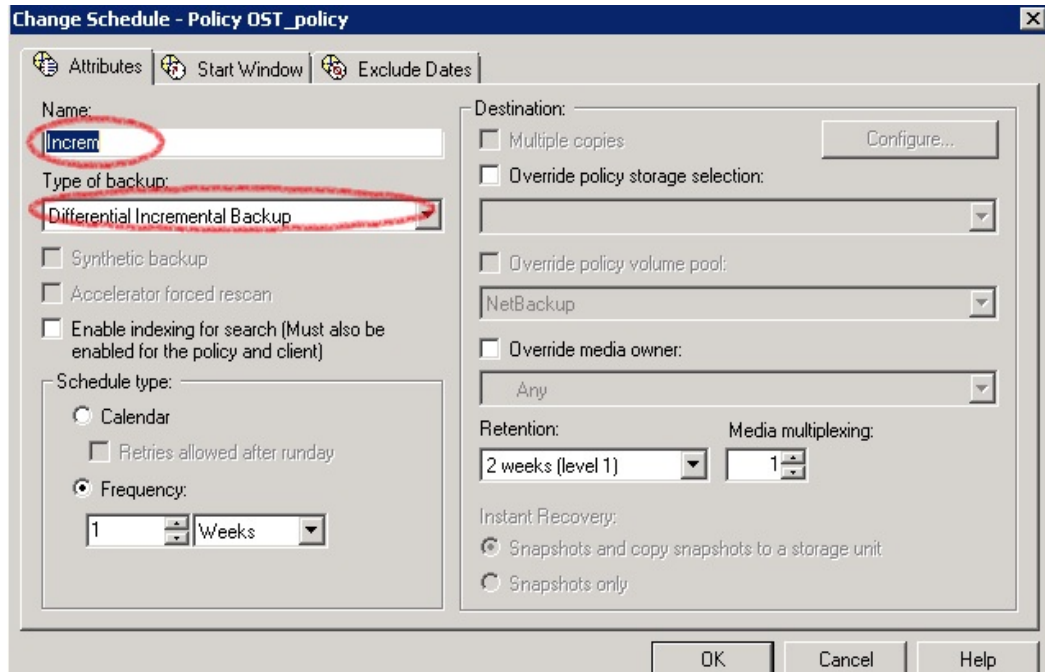 Change Schedule - Policy OST_policy
Attributes
Start Window
Exclude Dates
Name:
Increm
Type of backup:
Differential Incremental Backup
Synthetic backup
Accelerator forced rescan
Enable indexing for search (Must also be
enabled for the policy and client)
Schedule type:
Calendar
Retries allowed after runday
Frequency:
1
Weeks
Destination:
Multiple copies
Configure...
Override policy storage selection:
Override policy volume pool:
NetBackup
Override media owner:
Any
Retention:
Media multiplexing:
2 weeks (level 1)
1
Instant Recovery:
Snapshots and copy snapshots to a storage unit
Snapshots only
OK
Cancel
Help